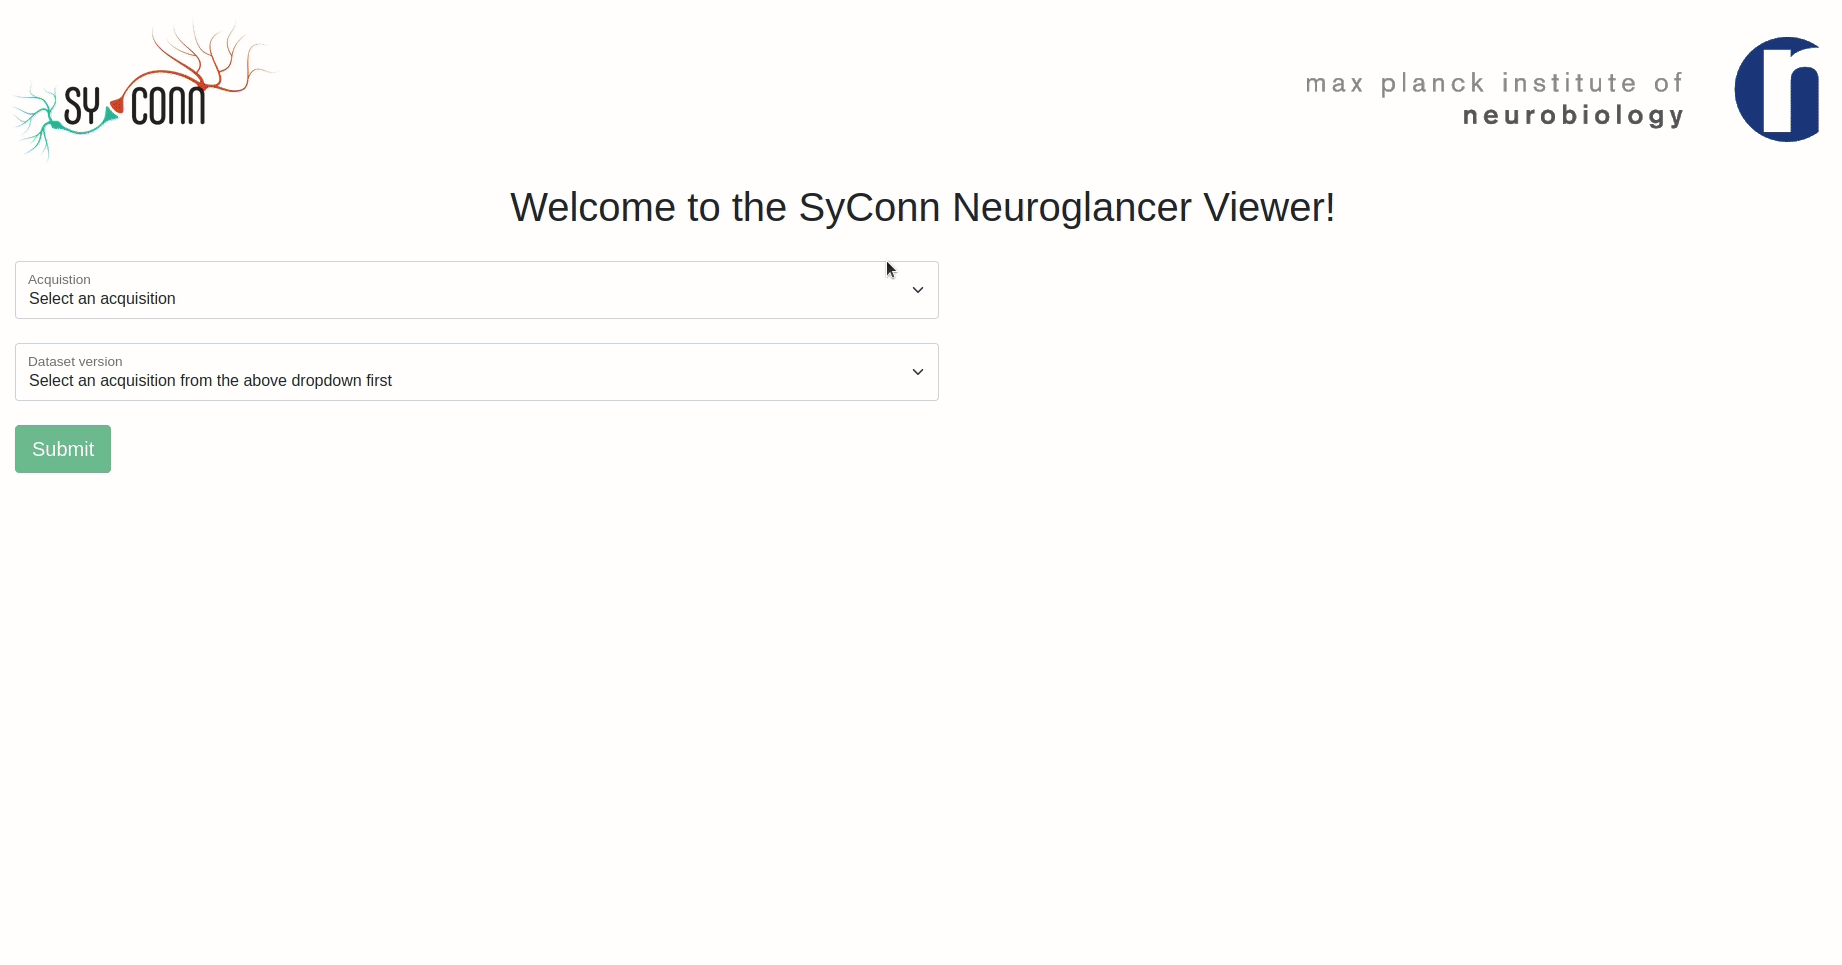 SY CONN
max planck institute of
neurobiology
Welcome to the SyConn Neuroglancer Viewer!
Acquistion
Select an acquisition
Dataset version
Select an acquisition from the above dropdown first
Submit